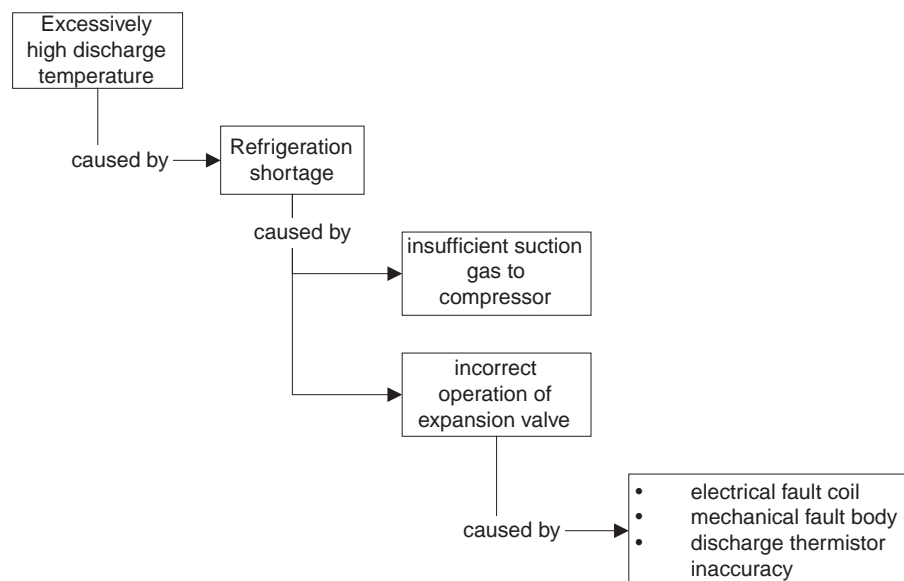 Excessively
high discharge
temperature
caused by
Refrigeration
shortage
caused by
insufficient suction
gas to
compressor
incorrect
operation of
expansion valve
caused by
• electrical fault coil
• mechanical fault body
• discharge thermistor
inaccuracy